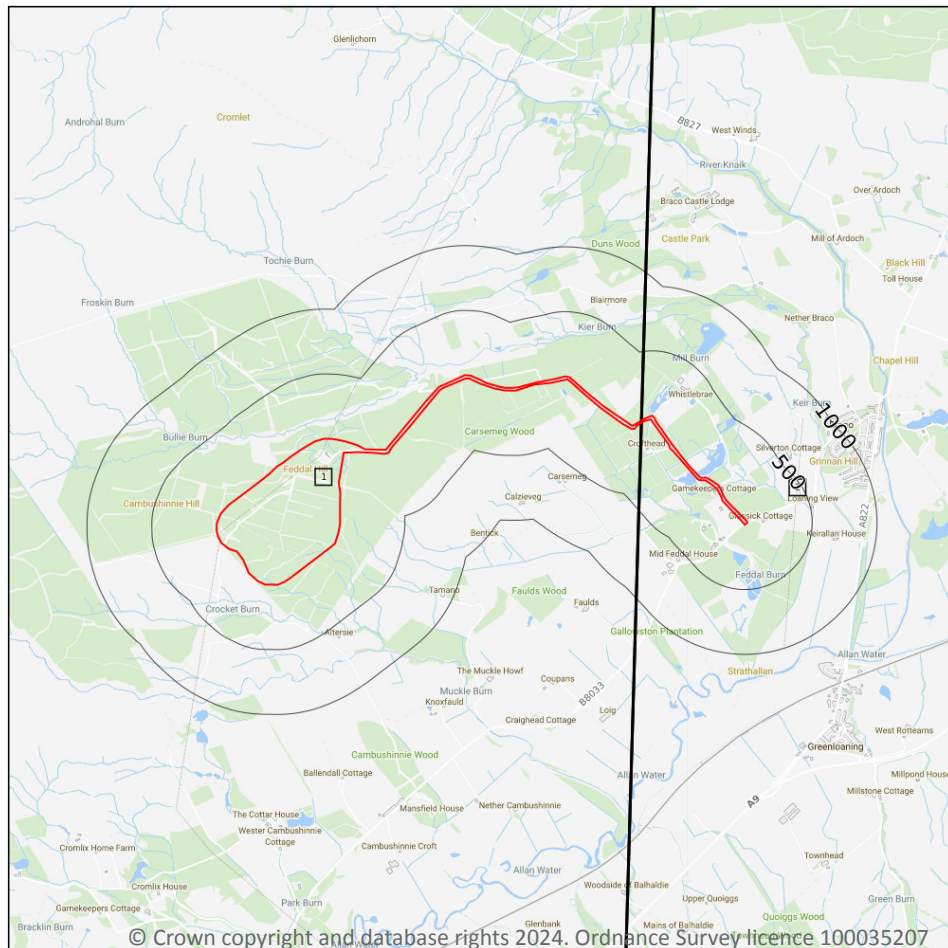 Glenlichorn
Androhal Burn
Cromlet
B827
West Winds
River Knaik
Over Ardoch
Braco Castle Lodge
Castle Park
Mill of Ardoch
Duns Wood
Tochie Burn
Black Hill
Toll House
Froskin Burn
Blairmore
Nether Braco
Kier Burn
Mill Burn
Chapel Hill
Whistlebrae
Keir Burn
1000
Bullie Burn
Carsemeg Wood
Crofthead
Silverton Cottage
Grinnan Hill
Feddal Hill
1
Carsemeg
500
Gamekeepers Cottage
Loaning View
Cambushinnie Hill
Calzieveg
Glassick Cottage
A822
Bentick
Keirallan House
Mid Feddal House
Feddal Burn
Tamano
Faulds Wood
Crocket Burn
Faulds
Altersie
Gallowston Plantation
Allan Water
The Muckle Howf
Strathallan
Coupans
Muckle Burn
B8033
Knoxfauld
Loig
Craighead Cottage
West Rottearns
Greenloaning
Cambushinnie Wood
Ballendall Cottage
Allan Water
Millpond House
Millstone Cottage
Nether Cambushinnie
Mansfield House
A9
The Cottar House
Wester Cambushinnie
Cottage
Cambushinnie Croft
Cromlix Home Farm
Townhead
Allan Water
Cromlix House
Woodside of Balhaldie
Park Burn
Upper Quoiggs
Green Burn
Gamekeepers Cottage
Quoiggs Wood
Bracklin Burn
Glenbank
Mains of Balhaldie
© Crown copyright and database rights 2024. Ordnance Survey licence 100035207